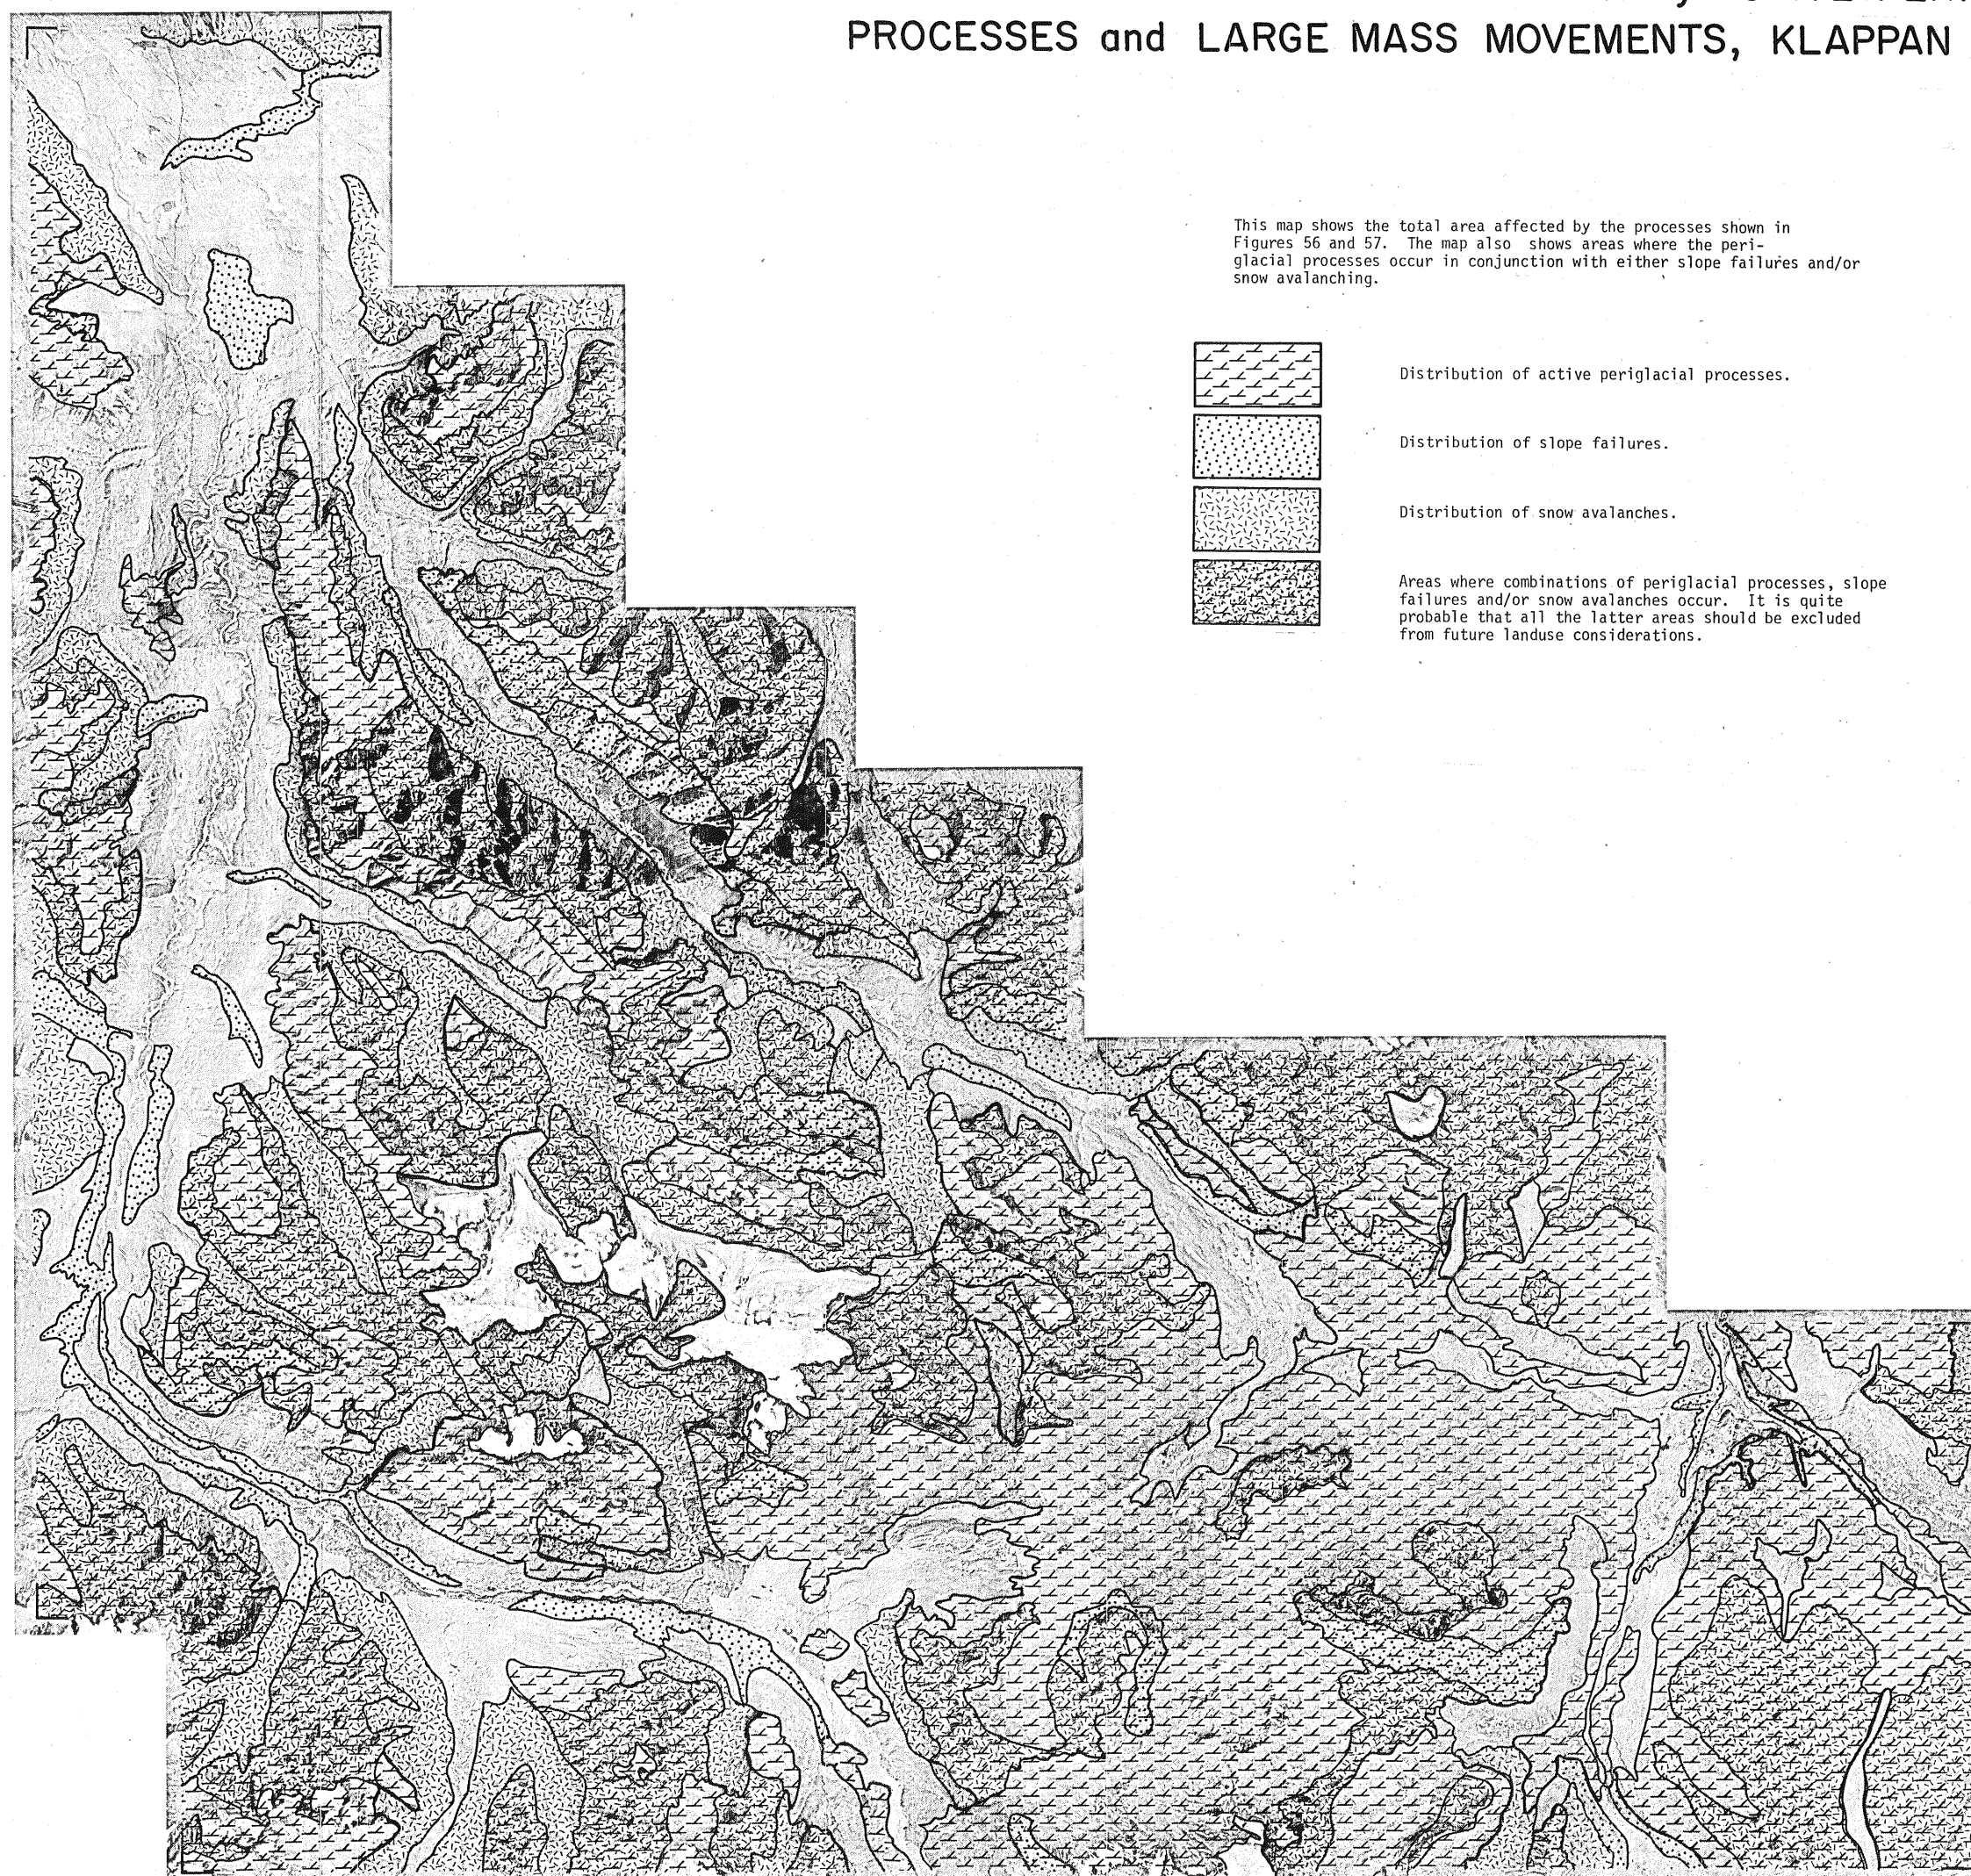 PROCESSES and LARGE MASS MOVEMENTS, KLAPPAN
This map shows the total area affected by the processes shown in
Figures 56 and 57. The map also shows areas where the peri-
glacial processes occur in conjunction with either slope failures and/or
snow avalanching.
Distribution of active periglacial processes.
Distribution of slope failures.
Distribution of snow avalanches.
Areas where combinations of periglacial processes, slope
failures and/or snow avalanches occur. It is quite
probable that all the latter areas should be excluded
from future landuse considerations.